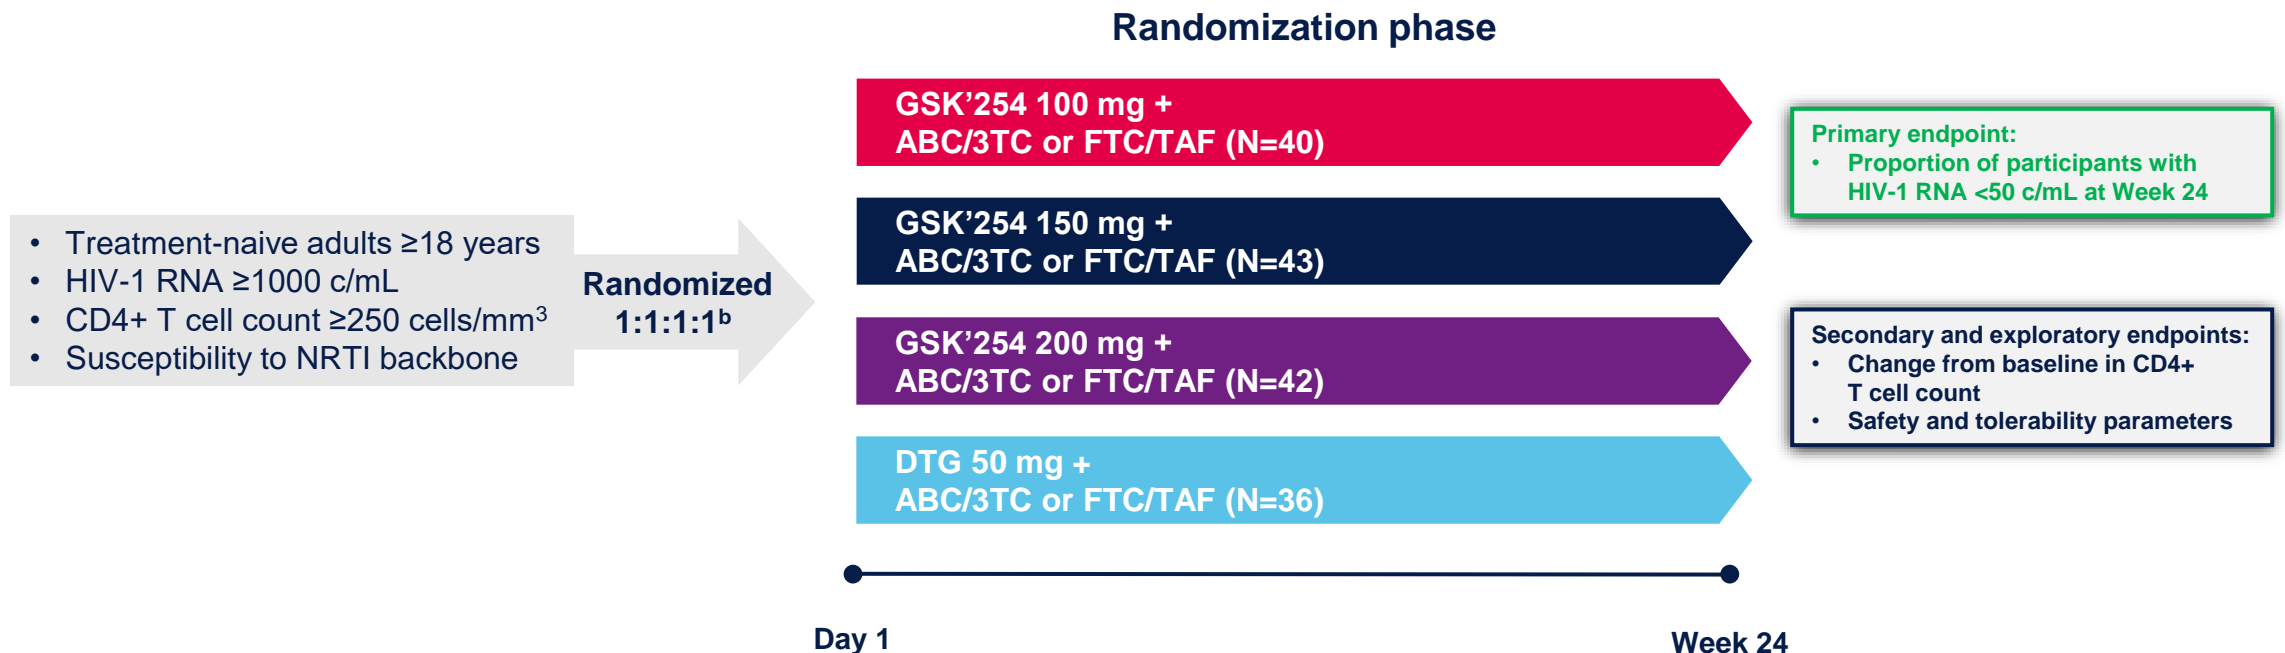 Randomization phase
• Treatment-naive adults ≥18 years
• HIV-1 RNA ≥1000 c/mL
• CD4+ T cell count ≥250 cells/mm³
• Susceptibility to NRTI backbone
Randomized
1:1:1:1ᵇ
GSK’254 100 mg +
ABC/3TC or FTC/TAF (N=40)
GSK’254 150 mg +
ABC/3TC or FTC/TAF (N=43)
GSK’254 200 mg +
ABC/3TC or FTC/TAF (N=42)
DTG 50 mg +
ABC/3TC or FTC/TAF (N=36)
Day 1
Week 24
Primary endpoint:
• Proportion of participants with
HIV-1 RNA <50 c/mL at Week 24
Secondary and exploratory endpoints:
• Change from baseline in CD4+
T cell count
• Safety and tolerability parameters